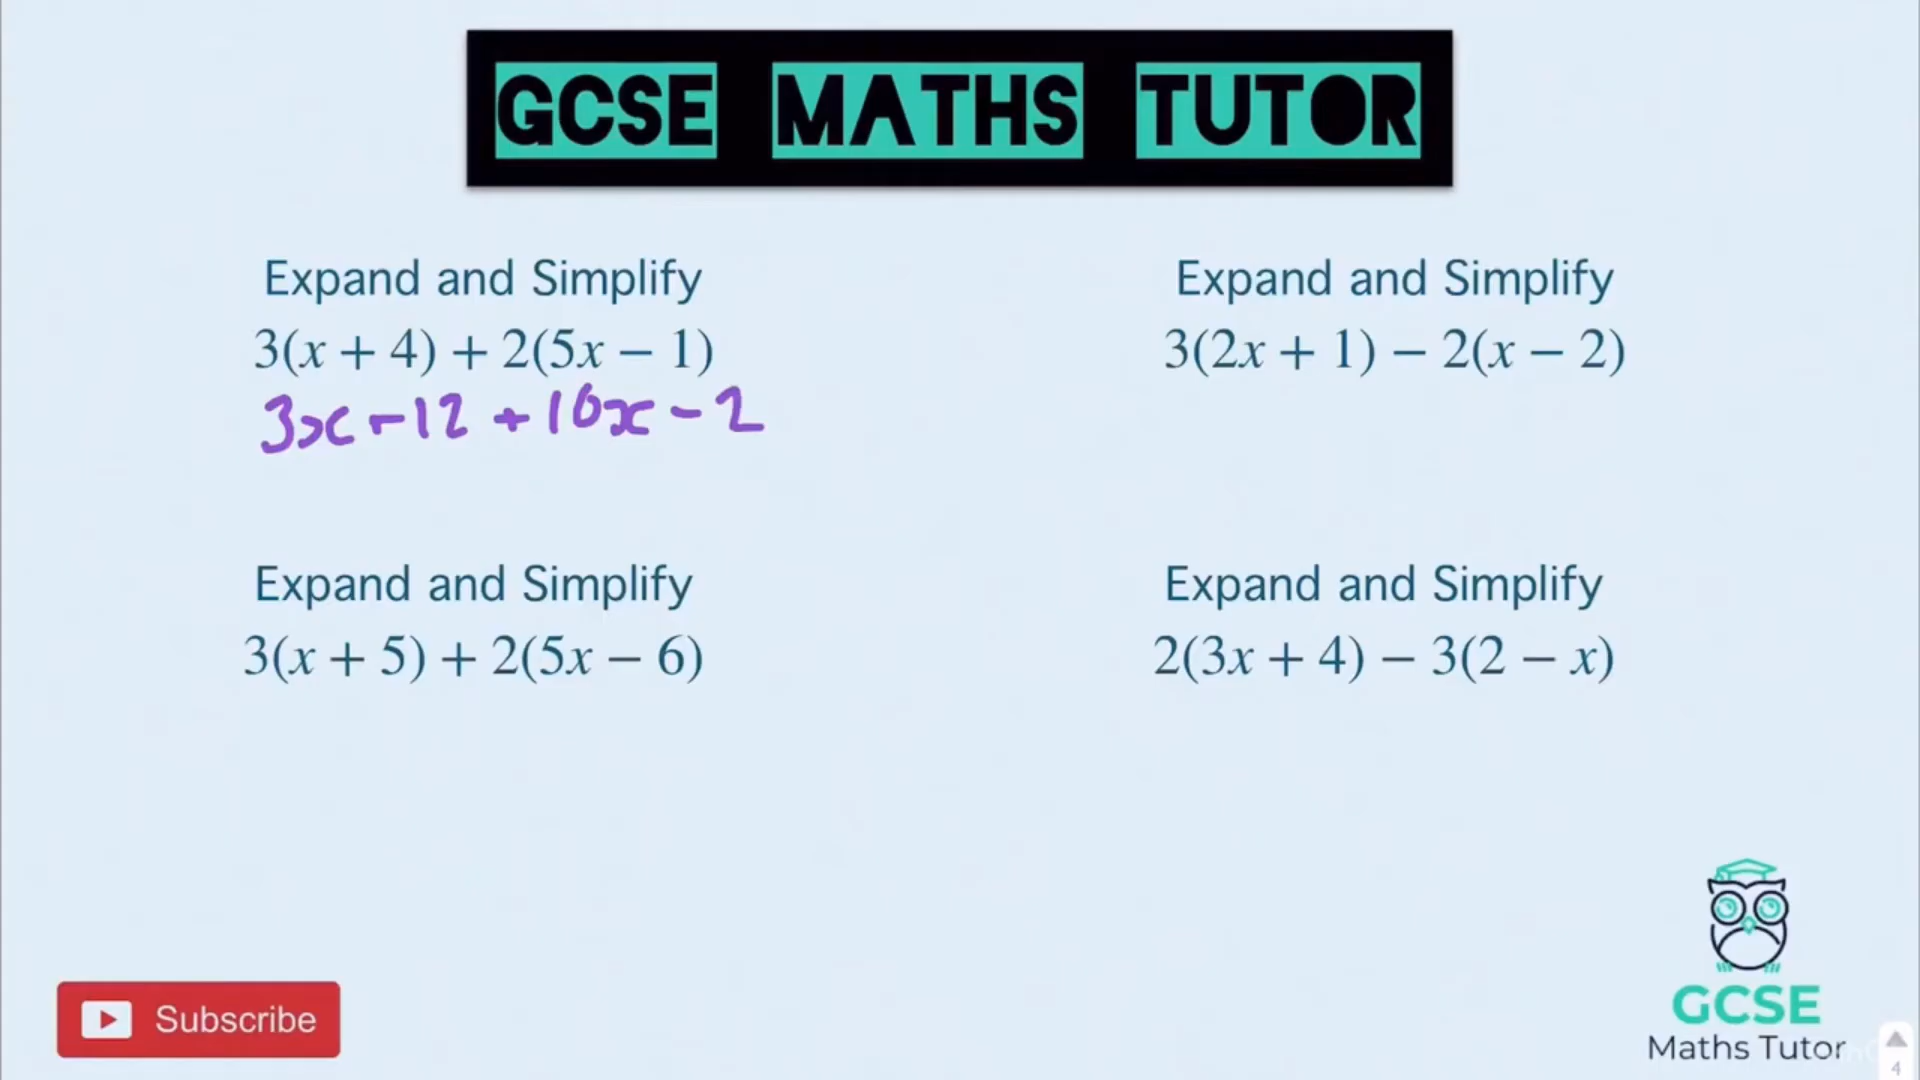 GCSE MATHS TUTOR
Expand and Simplify
3(x + 4) + 2(5x − 1)
3x - 12 + 10x - 2
Expand and Simplify
3(2x + 1) − 2(x − 2)
Expand and Simplify
3(x + 5) + 2(5x − 6)
Expand and Simplify
2(3x + 4) − 3(2 − x)
Subscribe
GCSE
Maths Tutor
4